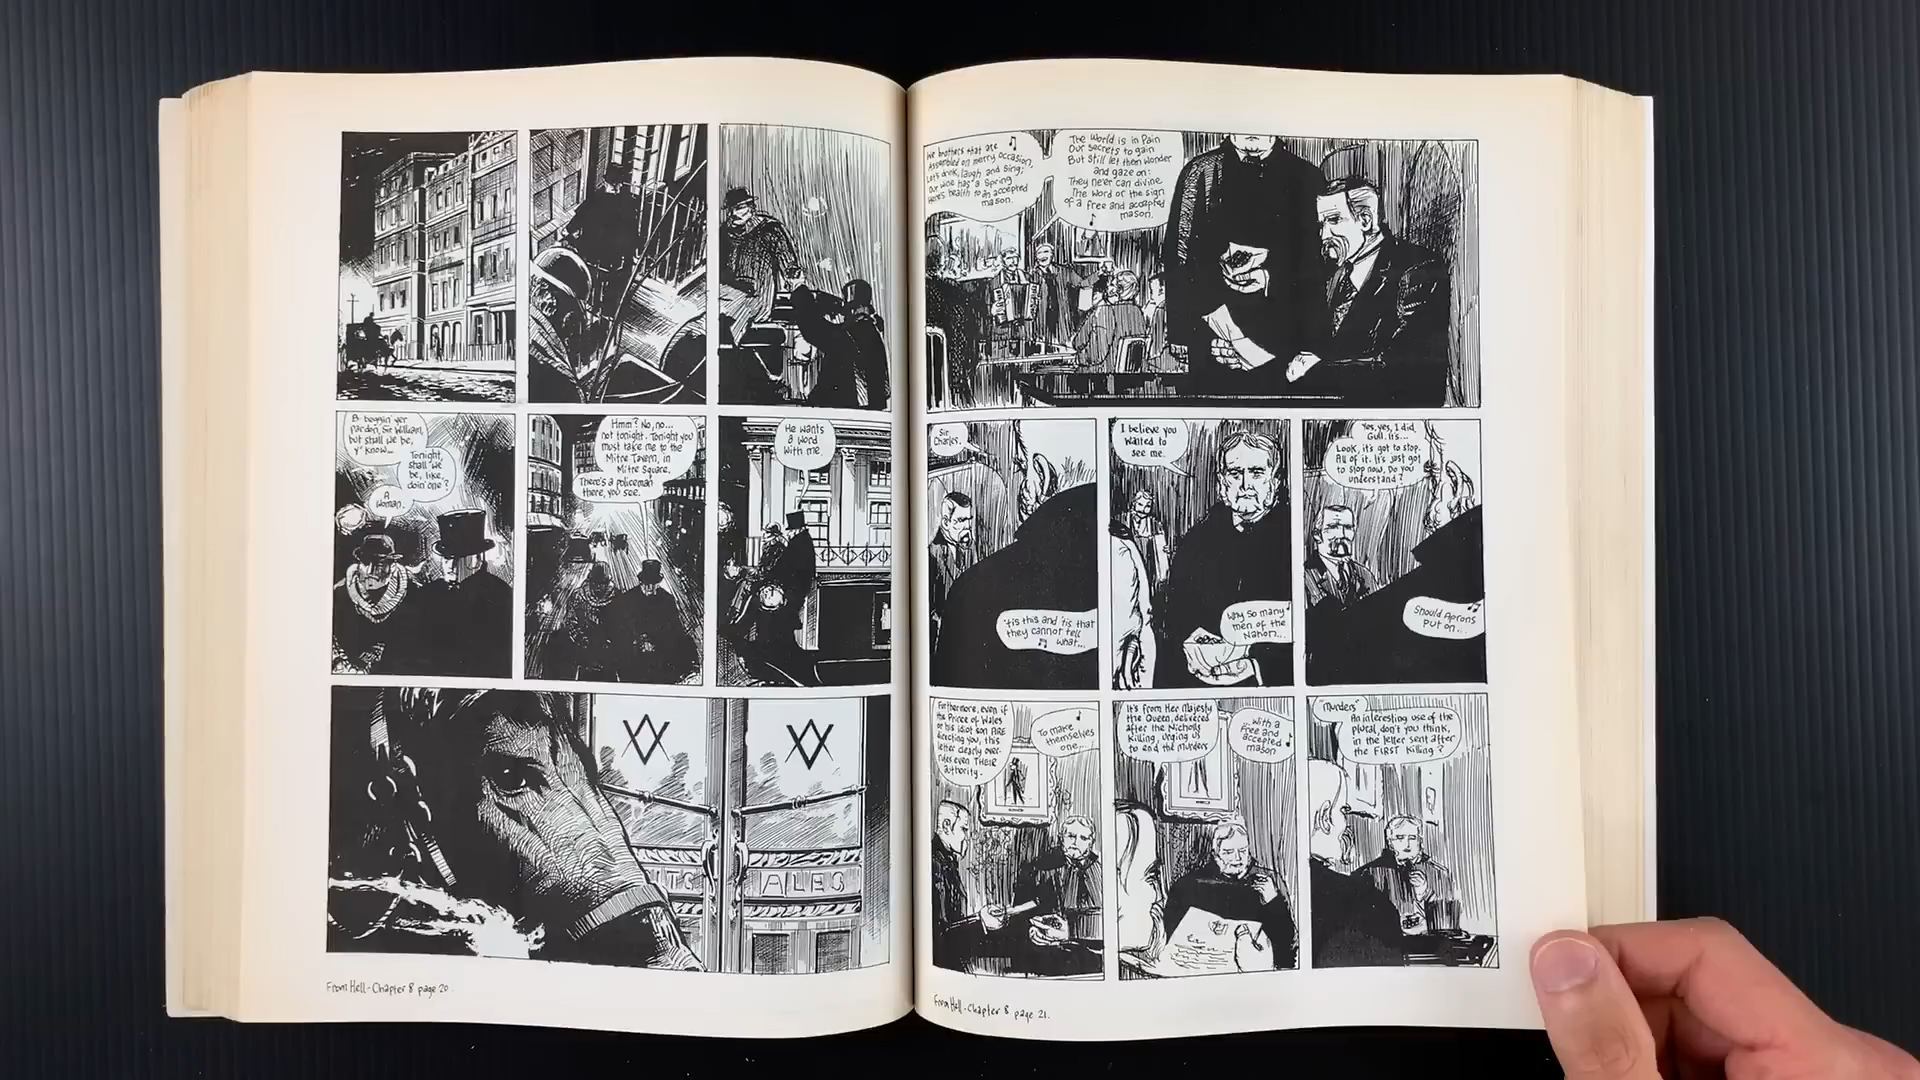 B- beggin' yer
pardon, Sir William,
but shall we be,
y' know...
Tonight,
shall we
be, like,
doin' one?
A
woman.
Hmm? No, no...
not tonight. Tonight you
must take me to the
Mitre Tavern, in
Mitre Square.
There's a policeman
there, you see.
He wants
a word
with me.
ALES
From Hell - Chapter 8 page 20.
We brothers that are
Assembled on merry occasion,
Let's drink, laugh and sing;
Our wine has a spring
Here's health to an accepted
mason.
The World is in Pain
Our Secrets to gain
But still let them wonder
and gaze on:
They ne'er can divine
The Word or the sign
of a free and accepted
mason.
Sir
Charles.
'tis this and 'tis that
they cannot tell
what...
I believe you
wanted to
see me.
Why so many
men of the
Nation...
Yes, yes, I did,
Gull. It's...
Look, it's got to stop.
All of it. It's just got
to stop now. Do you
understand?
Should Aprons
put on...
Furthermore, even if
the Prince of Wales
or his idiot son ARE
directing you, this
letter clearly over-
rules even THEIR
authority.
To make
themselves
one...
It's from Her Majesty
the Queen, delivered
after the Nicholls
killing, urging us
to end the murders
...With a
Free and
accepted
mason
"Murders"
An interesting use of the
plural, don't you think,
in the letter sent after
the FIRST killing?
From Hell - Chapter 8 page 21.